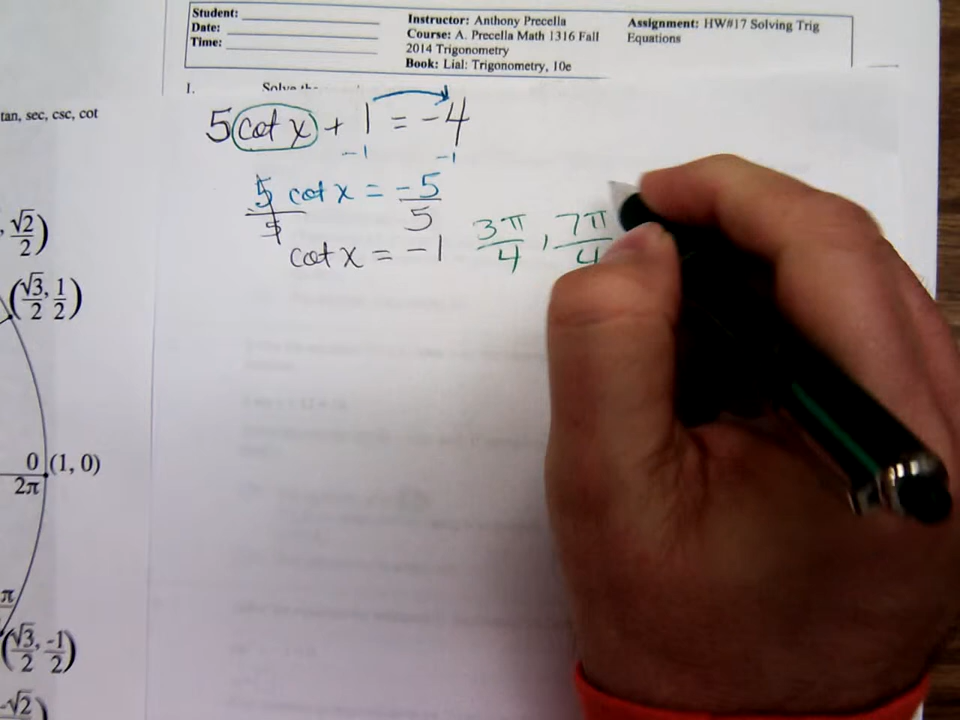 Student:
Date:
Time:
Instructor: Anthony Precella
Course: A. Precella Math 1316 Fall
2014 Trigonometry
Book: Lial: Trigonometry, 10e
Assignment: HW#17 Solving Trig
Equations
1. Solve
tan, sec, csc, cot
5 cot x + 1 = -4
-1 -1
5 cot x = -5
5 5
cot x = -1
3π/4, 7π/4
, √2/2)
(√3/2, 1/2)
0 (1, 0)
2π
π
(√3/2, -1/2)
-√2